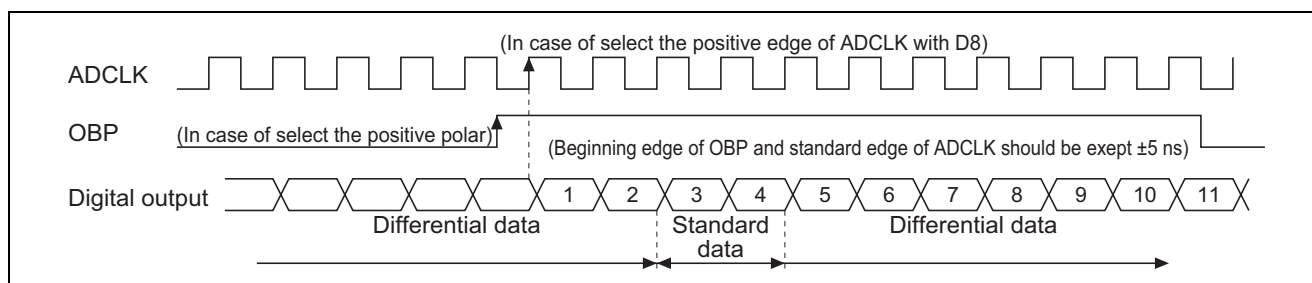 (In case of select the positive edge of ADCLK with D8)
ADCLK
OBP
(In case of select the positive polar)
(Beginning edge of OBP and standard edge of ADCLK should be exept ±5 ns)
Digital output
1 2 3 4 5 6 7 8 9 10 11
Differential data
Standard data
Differential data